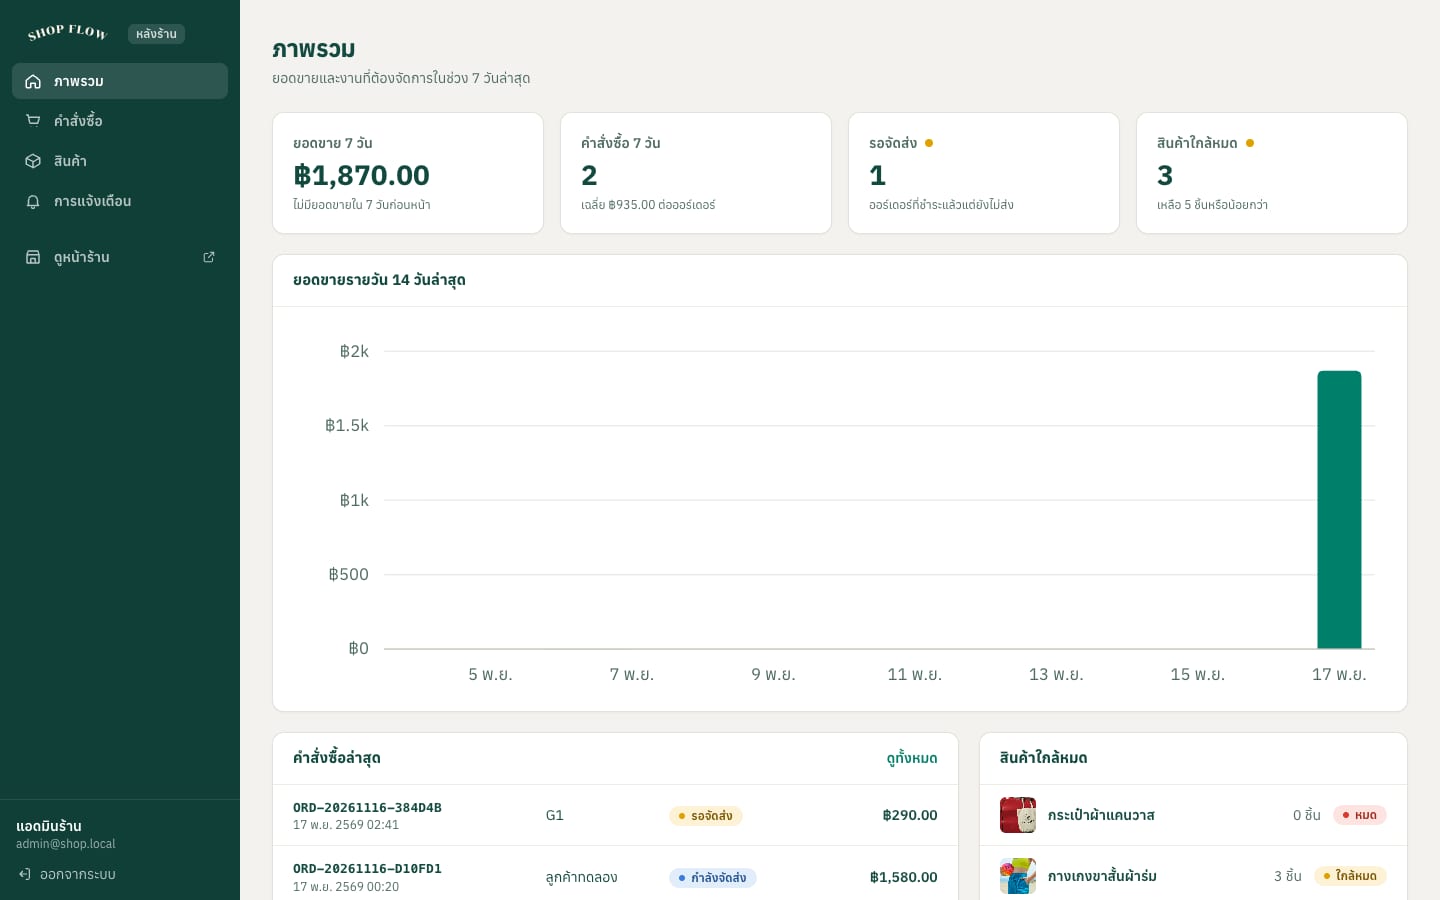 SHOP FLOW
หลังร้าน
ภาพรวม
คำสั่งซื้อ
สินค้า
การแจ้งเตือน
ดูหน้าร้าน
แอดมินร้าน
admin@shop.local
ออกจากระบบ
ภาพรวม
ยอดขายและงานที่ต้องจัดการในช่วง 7 วันล่าสุด
ยอดขาย 7 วัน
฿1,870.00
ไม่มียอดขายใน 7 วันก่อนหน้า
คำสั่งซื้อ 7 วัน
2
เฉลี่ย ฿935.00 ต่อออร์เดอร์
รอจัดส่ง
1
ออร์เดอร์ที่ชำระแล้วแต่ยังไม่ส่ง
สินค้าใกล้หมด
3
เหลือ 5 ชิ้นหรือน้อยกว่า
ยอดขายรายวัน 14 วันล่าสุด
฿2k
฿1.5k
฿1k
฿500
฿0
5 พ.ย. 7 พ.ย. 9 พ.ย. 11 พ.ย. 13 พ.ย. 15 พ.ย. 17 พ.ย.
คำสั่งซื้อล่าสุด ดูทั้งหมด
ORD-20261116-384D4B
17 พ.ย. 2569 02:41
G1 รอจัดส่ง ฿290.00
ORD-20261116-D10FD1
17 พ.ย. 2569 00:20
ลูกค้าทดลอง กำลังจัดส่ง ฿1,580.00
สินค้าใกล้หมด
กระเป๋าผ้าแคนวาส 0 ชิ้น หมด
กางเกงขาสั้นผ้าร่ม 3 ชิ้น ใกล้หมด